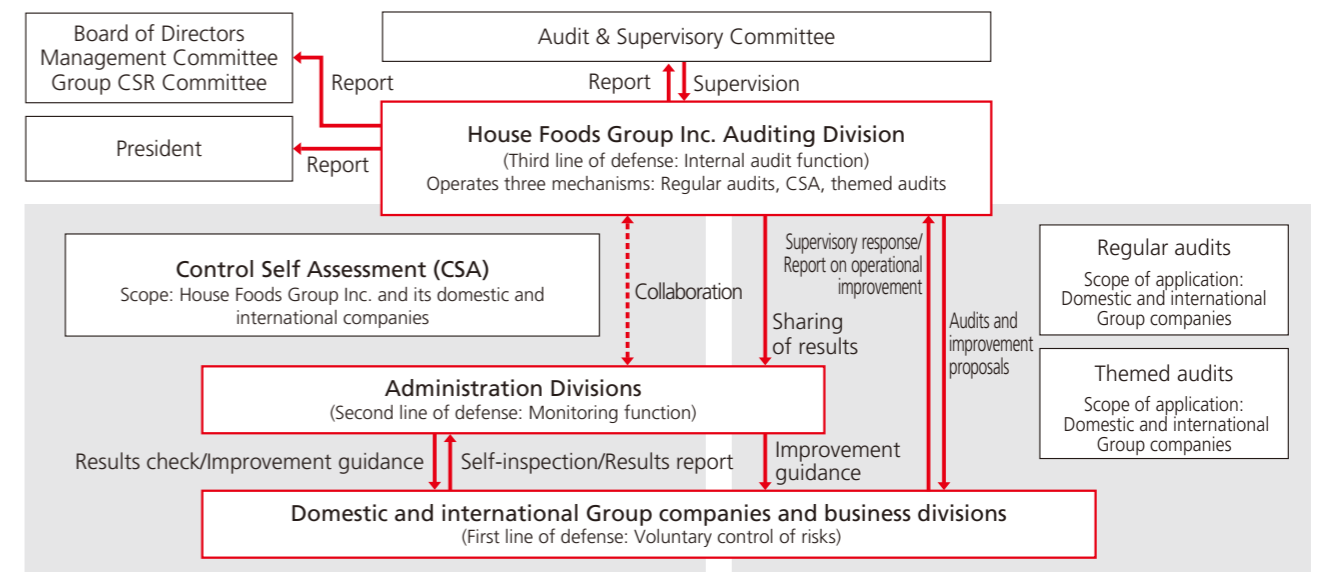 Board of Directors
Management Committee
Group CSR Committee
Audit & Supervisory Committee
Report
Report
Supervision
President
Report
House Foods Group Inc. Auditing Division
(Third line of defense: Internal audit function)
Operates three mechanisms: Regular audits, CSA, themed audits
Control Self Assessment (CSA)
Scope: House Foods Group Inc. and its domestic and
international companies
Collaboration
Sharing
of results
Supervisory response/
Report on operational
improvement
Audits and
improvement
proposals
Regular audits
Scope of application:
Domestic and international
Group companies
Themed audits
Scope of application:
Domestic and international
Group companies
Administration Divisions
(Second line of defense: Monitoring function)
Results check/Improvement guidance
Self-inspection/Results report
Improvement
guidance
Domestic and international Group companies and business divisions
(First line of defense: Voluntary control of risks)